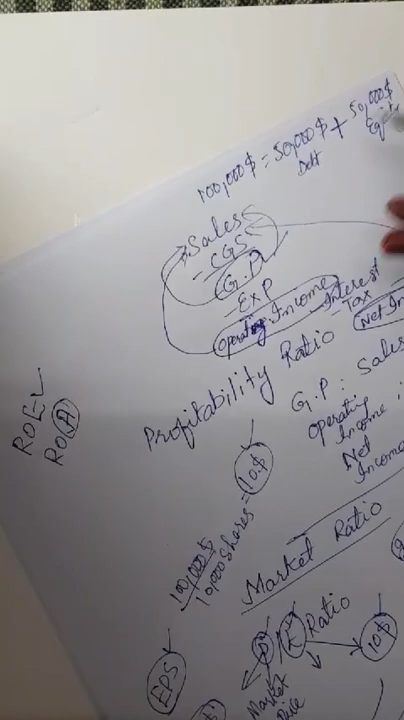 100,000$ = 50,000$ + 50,000$
Debt
Sales
- CGS
G.P
- EXP
Operating Income - Interest
- Tax
Net In
Profitability Ratio
G.P : Sales
Operating
Income :
Net
Income
ROE
ROA
100,000$
10,000 Shares = 10$
Market Ratio
P/E Ratio
10$
Market
EPS